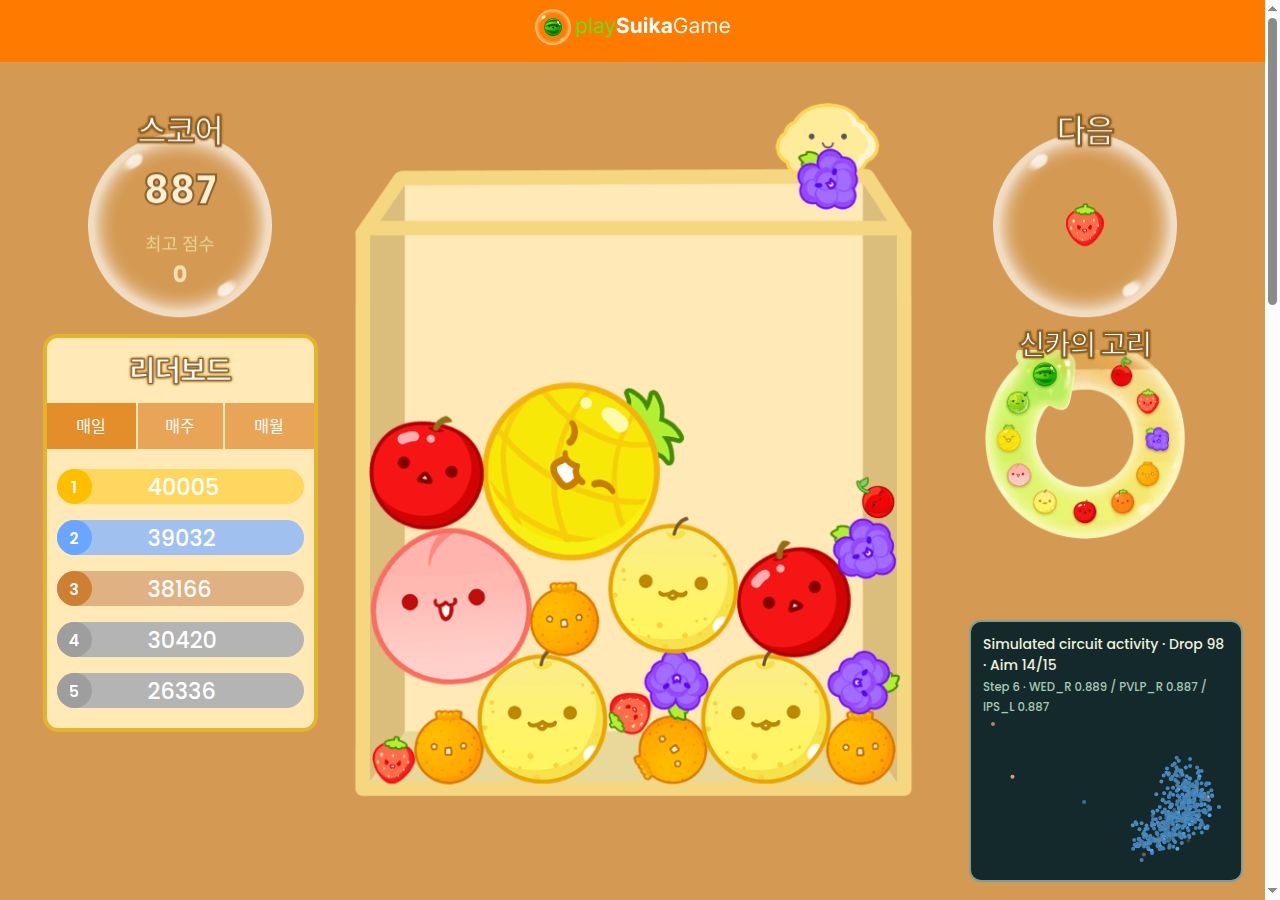 playSuikaGame
스코어
887
최고 점수
0
리더보드
매일
매주
매월
1 40005
2 39032
3 38166
4 30420
5 26336
다음
신카의 고리
Simulated circuit activity · Drop 98
· Aim 14/15
Step 6 · WED_R 0.889 / PVLP_R 0.887 /
IPS_L 0.887